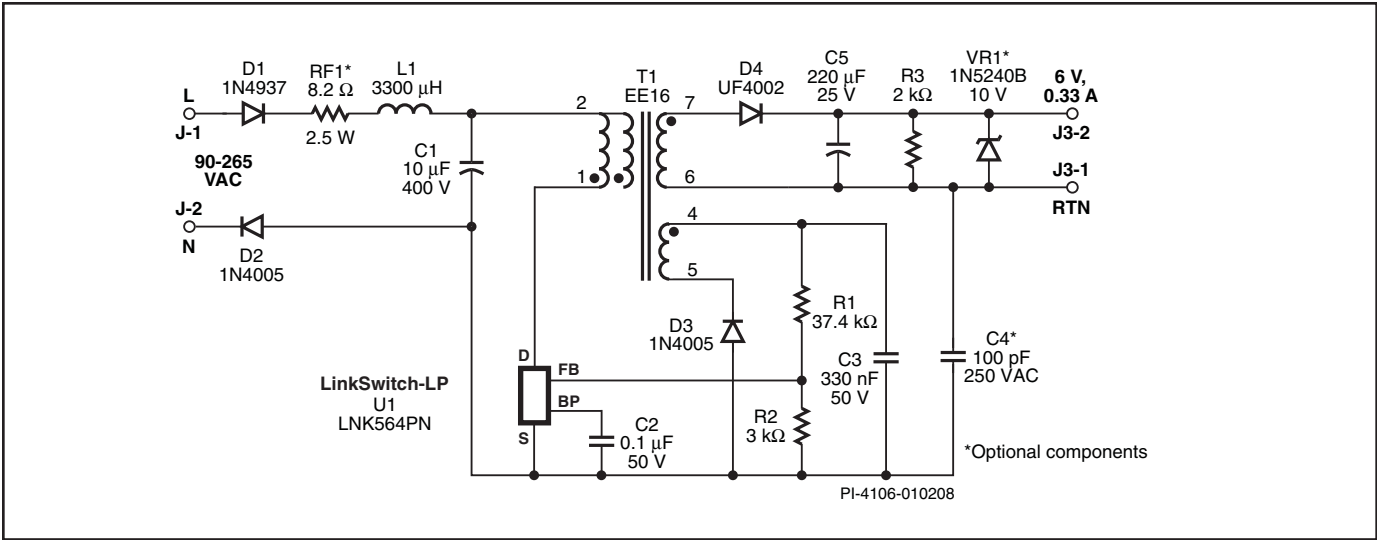 D1
1N4937
RF1*
8.2 Ω
2.5 W
L1
3300 µH
L
J-1
90-265
VAC
J-2
N
D2
1N4005
C1
10 µF
400 V
2
1
T1
EE16
7
6
4
5
D4
UF4002
C5
220 µF
25 V
R3
2 kΩ
VR1*
1N5240B
10 V
6 V,
0.33 A
J3-2
J3-1
RTN
D3
1N4005
R1
37.4 kΩ
C3
330 nF
50 V
C4*
100 pF
250 VAC
R2
3 kΩ
LinkSwitch-LP
U1
LNK564PN
D
FB
BP
S
C2
0.1 µF
50 V
*Optional components
PI-4106-010208